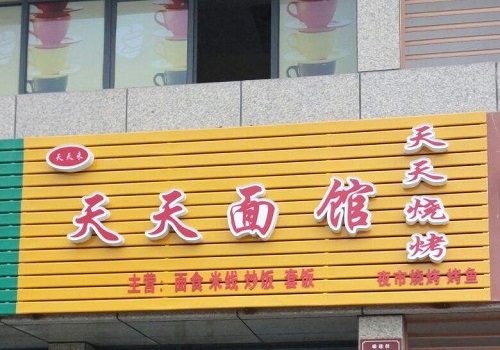 天天来
天天面馆
天天烧烤
主营：面食 米线 炒饭 套饭
夜市烧烤 烤鱼